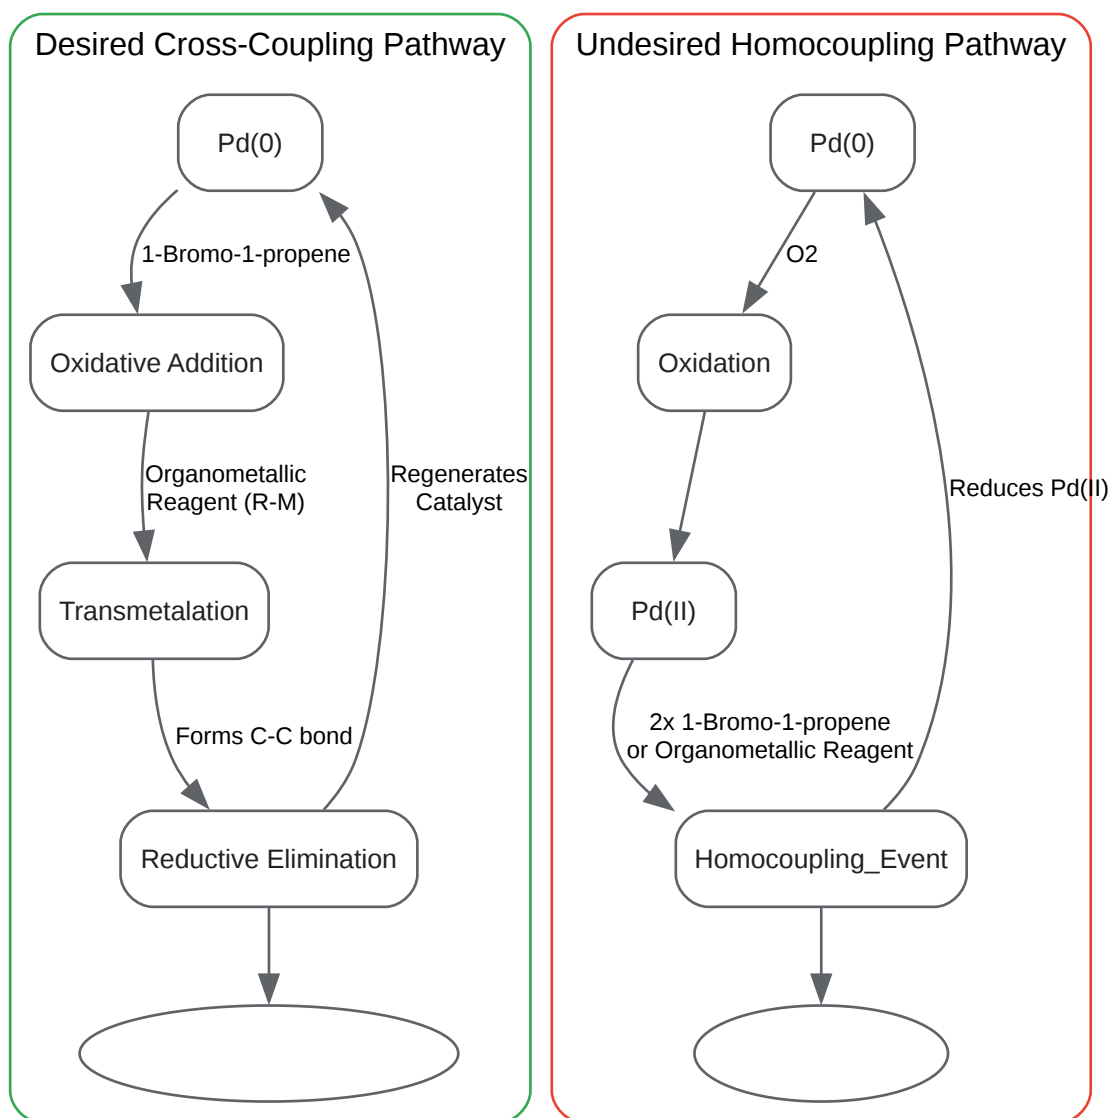 Desired Cross-Coupling Pathway
Pd(0)
1-Bromo-1-propene
Oxidative Addition
Organometallic
Reagent (R-M)
Regenerates
Catalyst
Transmetalation
Forms C-C bond
Reductive Elimination
Undesired Homocoupling Pathway
Pd(0)
O2
Oxidation
Reduces Pd(II)
Pd(II)
2x 1-Bromo-1-propene
or Organometallic Reagent
Homocoupling_Event